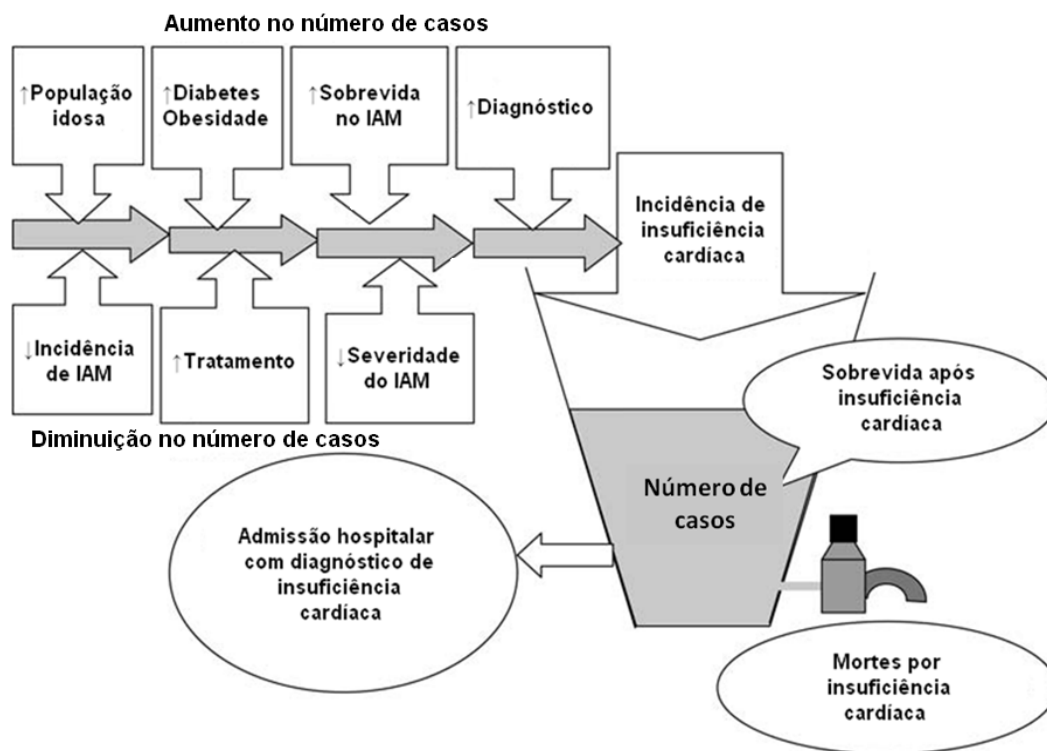 Aumento no número de casos
↑População
idosa
↑Diabetes
Obesidade
↑Sobrevida
no IAM
↑Diagnóstico
Incidência de
insuficiência
cardíaca
↓Incidência
de IAM
↑Tratamento
↓Severidade
do IAM
Diminuição no número de casos
Sobrevida após
insuficiência
cardíaca
Número de
casos
Admissão hospitalar
com diagnóstico de
insuficiência
cardíaca
Mortes por
insuficiência
cardíaca